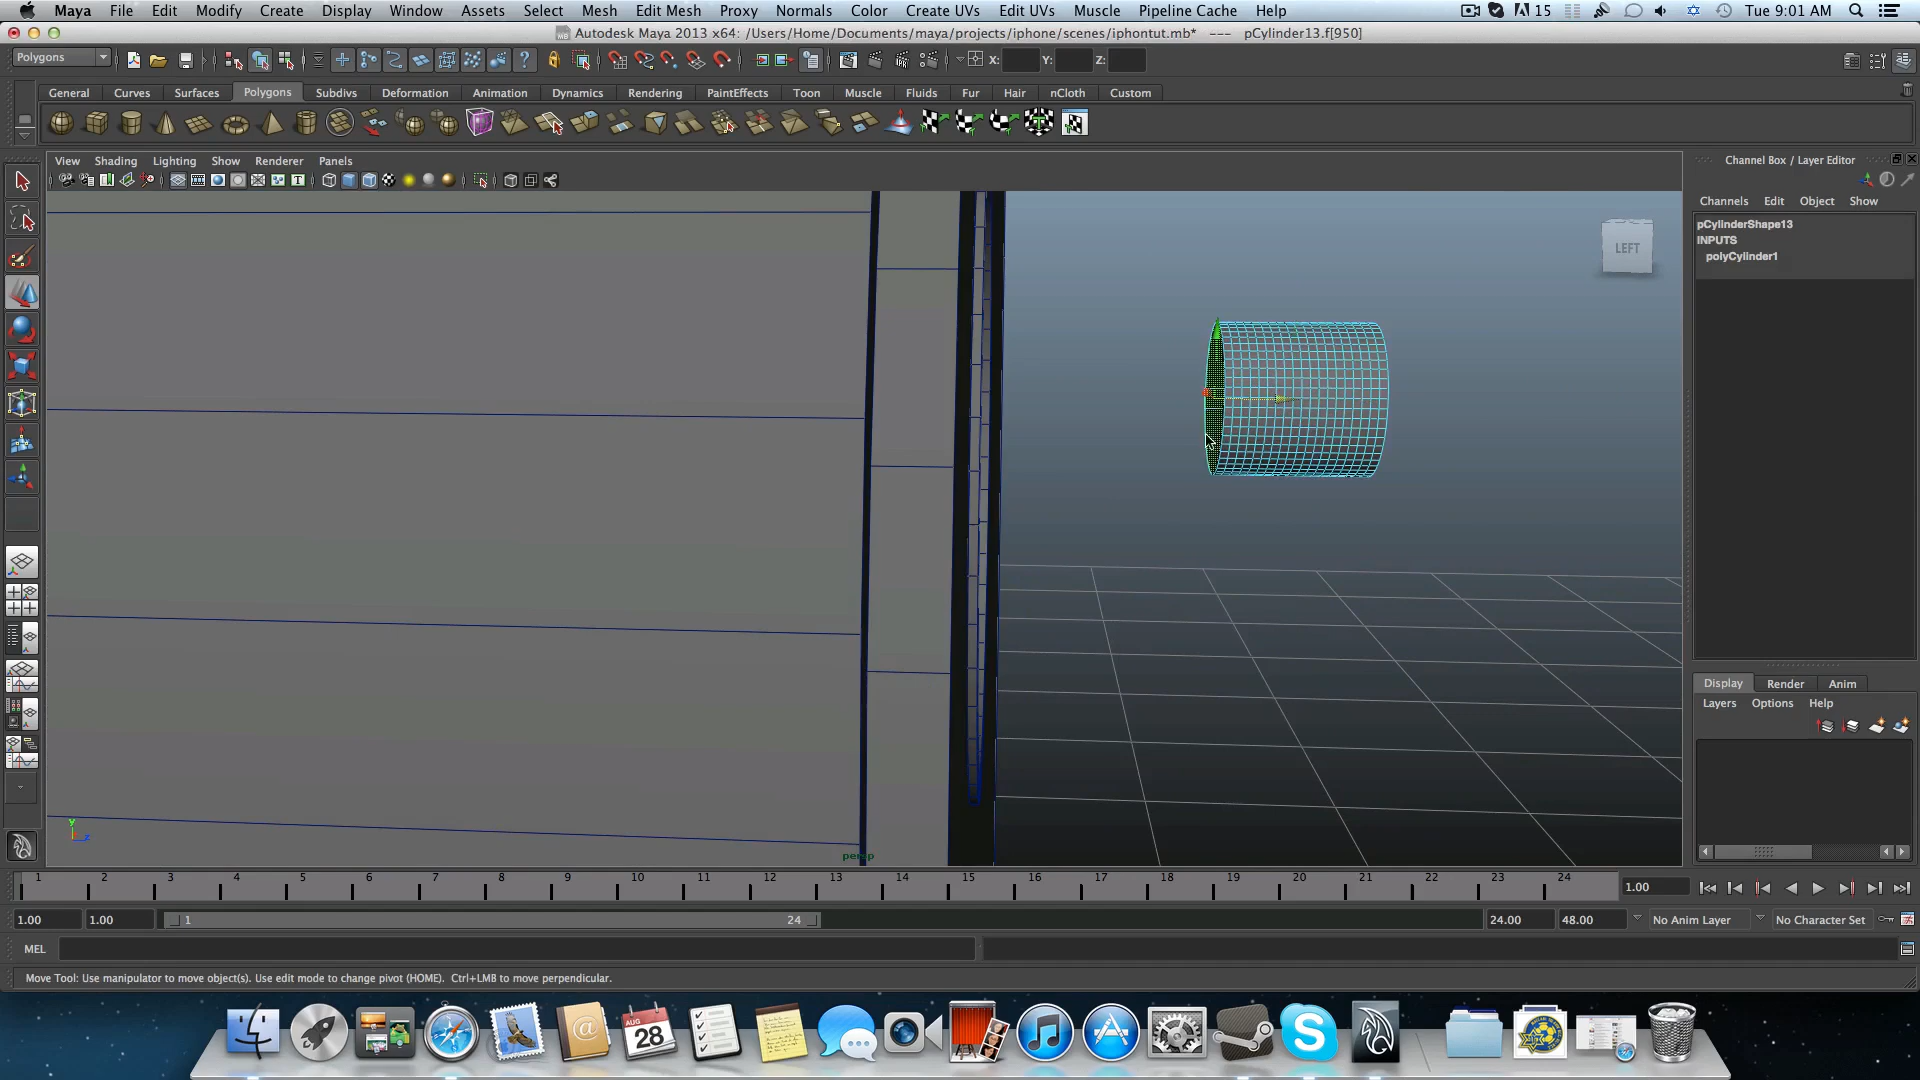 Maya File Edit Modify Create Display Window Assets Select Mesh Edit Mesh Proxy Normals Color Create UVs Edit UVs Muscle Pipeline Cache Help 15 Tue 9:01 AM
Autodesk Maya 2013 x64: /Users/Home/Documents/maya/projects/iphone/scenes/iphontut.mb* --- pCylinder13.f[950]
Polygons X: Y: Z:
General Curves Surfaces Polygons Subdivs Deformation Animation Dynamics Rendering PaintEffects Toon Muscle Fluids Fur Hair nCloth Custom
View Shading Lighting Show Renderer Panels
Channel Box / Layer Editor
Channels Edit Object Show
pCylinderShape13
INPUTS
polyCylinder1
LEFT
Display Render Anim
Layers Options Help
y
z
persp
1 2 3 4 5 6 7 8 9 10 11 12 13 14 15 16 17 18 19 20 21 22 23 24 1.00
1.00 1.00 1 24 24.00 48.00 No Anim Layer No Character Set
MEL
Move Tool: Use manipulator to move object(s). Use edit mode to change pivot (HOME). Ctrl+LMB to move perpendicular.
AUG
28